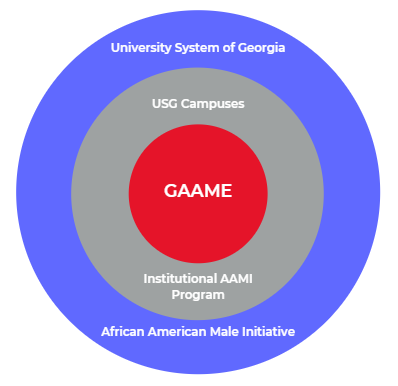 University System of Georgia
USG Campuses
GAAME
Institutional AAMI
Program
African American Male Initiative